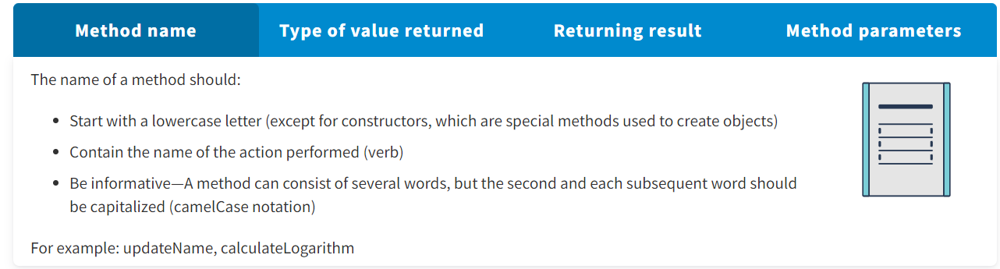 Method name
Type of value returned
Returning result
Method parameters
The name of a method should:
• Start with a lowercase letter (except for constructors, which are special methods used to create objects)
• Contain the name of the action performed (verb)
• Be informative—A method can consist of several words, but the second and each subsequent word should
be capitalized (camelCase notation)
For example: updateName, calculateLogarithm